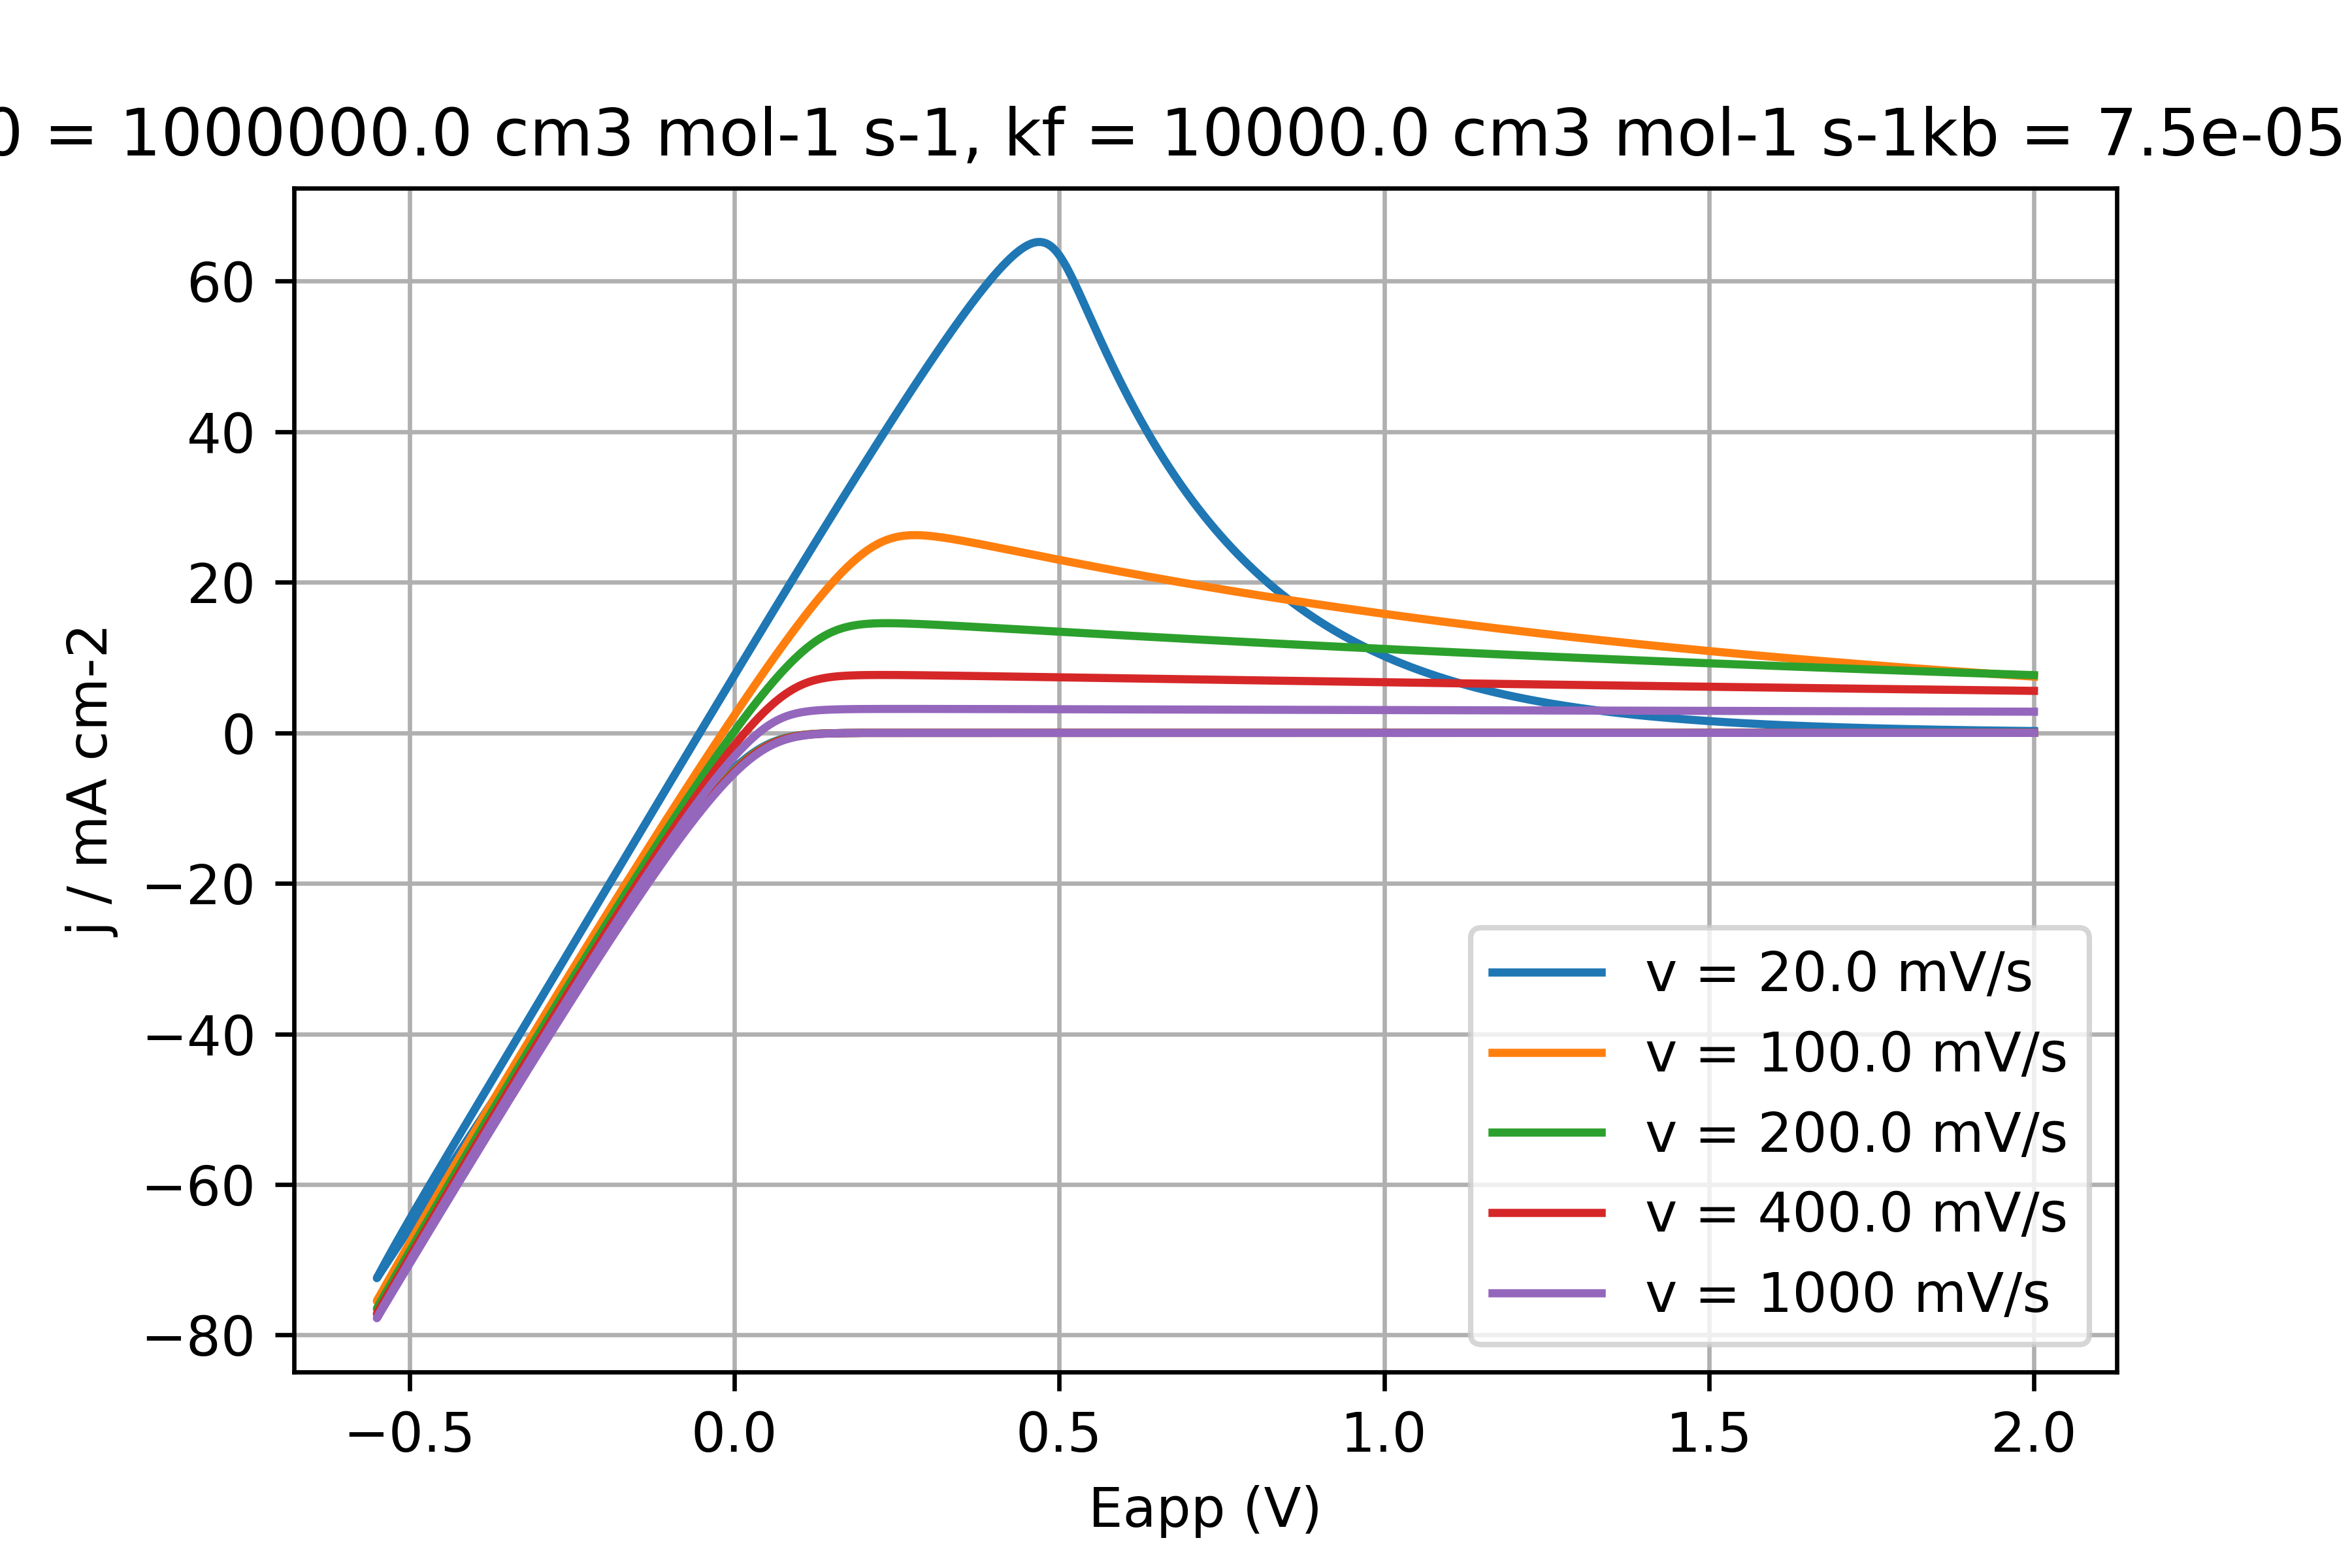 0 = 1000000.0 cm3 mol-1 s-1, kf = 10000.0 cm3 mol-1 s-1kb = 7.5e-05
60
40
20
0
−20
−40
−60
−80
j / mA cm-2
v = 20.0 mV/s
v = 100.0 mV/s
v = 200.0 mV/s
v = 400.0 mV/s
v = 1000 mV/s
−0.5 0.0 0.5 1.0 1.5 2.0
Eapp (V)